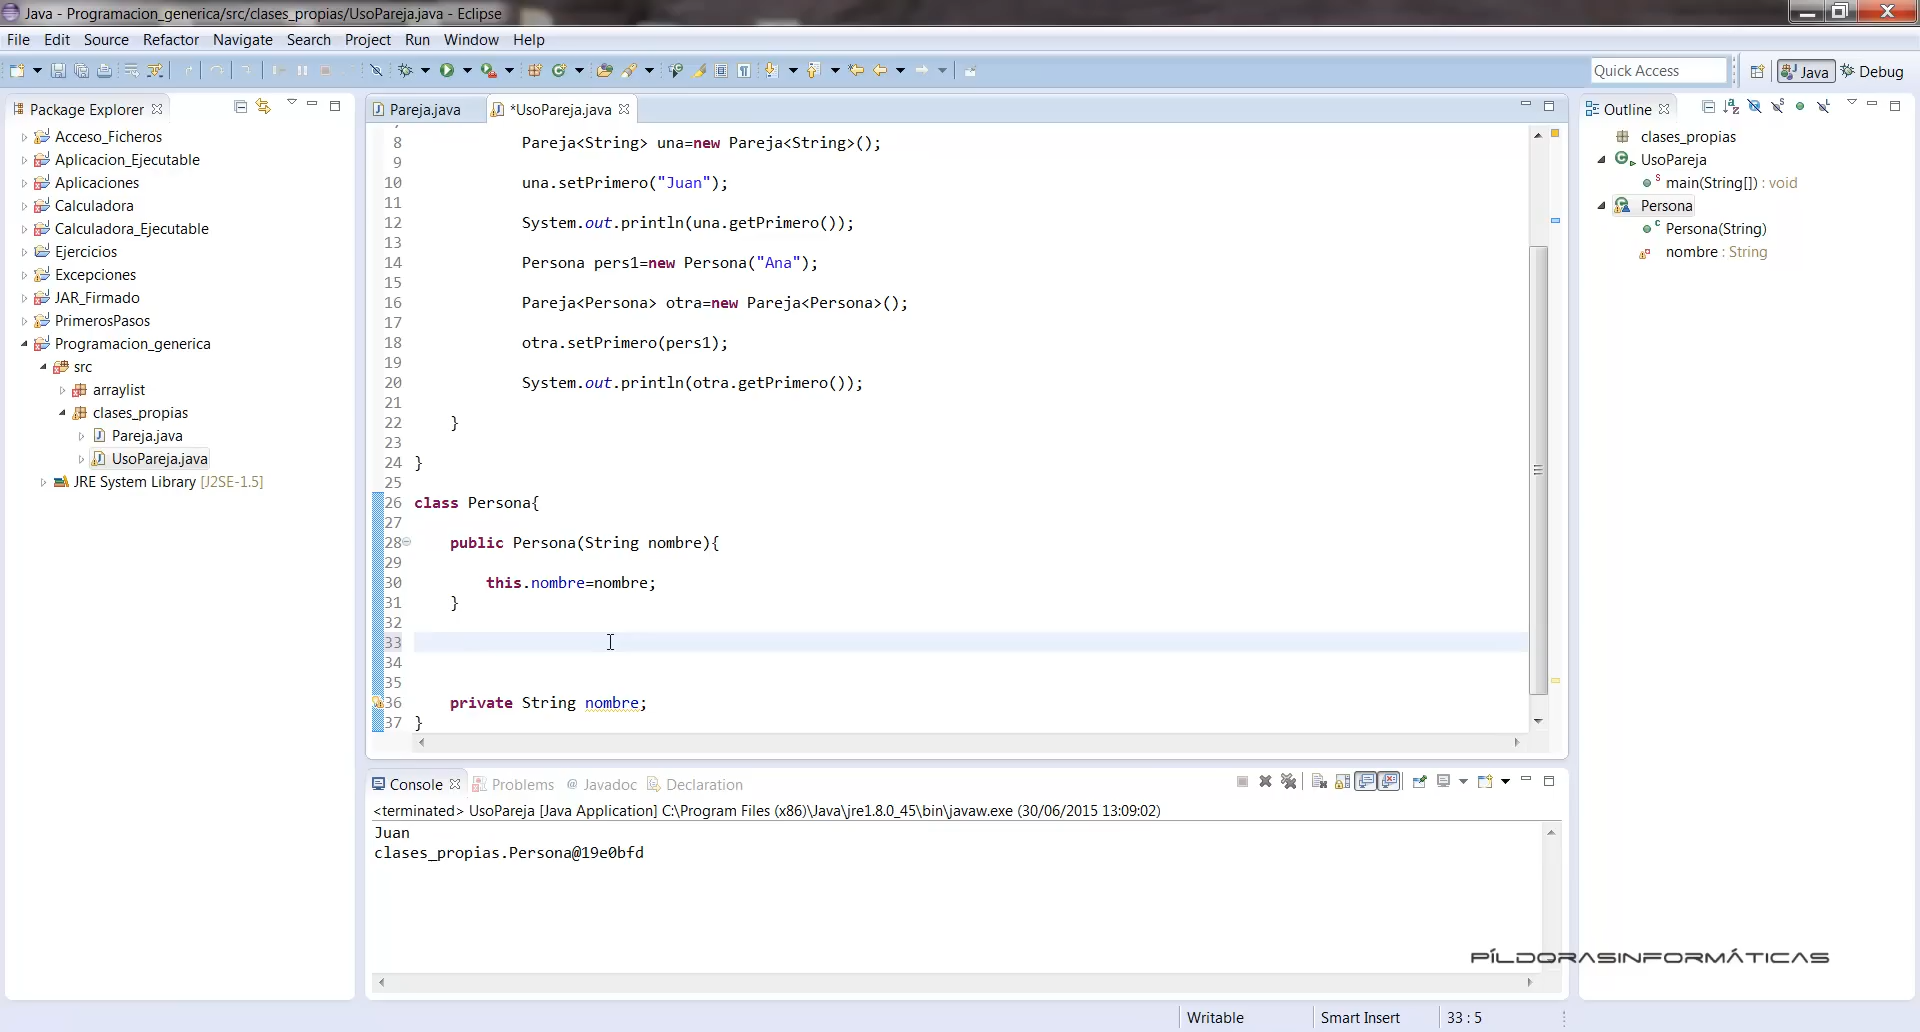 Java - Programacion_generica/src/clases_propias/UsoPareja.java - Eclipse
File Edit Source Refactor Navigate Search Project Run Window Help
Quick Access Java Debug
Package Explorer
Acceso_Ficheros
Aplicacion_Ejecutable
Aplicaciones
Calculadora
Calculadora_Ejecutable
Ejercicios
Excepciones
JAR_Firmado
PrimerosPasos
Programacion_generica
src
arraylist
clases_propias
Pareja.java
UsoPareja.java
JRE System Library [J2SE-1.5]
Pareja.java *UsoPareja.java
8 Pareja<String> una=new Pareja<String>();
9
10 una.setPrimero("Juan");
11
12 System.out.println(una.getPrimero());
13
14 Persona pers1=new Persona("Ana");
15
16 Pareja<Persona> otra=new Pareja<Persona>();
17
18 otra.setPrimero(pers1);
19
20 System.out.println(otra.getPrimero());
21
22 }
23
24 }
25
26 class Persona{
27
28 public Persona(String nombre){
29
30 this.nombre=nombre;
31 }
32
33
34
35
36 private String nombre;
37 }
Outline
clases_propias
UsoPareja
main(String[]) : void
Persona
Persona(String)
nombre : String
Console Problems @ Javadoc Declaration
<terminated> UsoPareja [Java Application] C:\Program Files (x86)\Java\jre1.8.0_45\bin\javaw.exe (30/06/2015 13:09:02)
Juan
clases_propias.Persona@19e0bfd
PÍLDORASINFORMÁTICAS
Writable Smart Insert 33 : 5